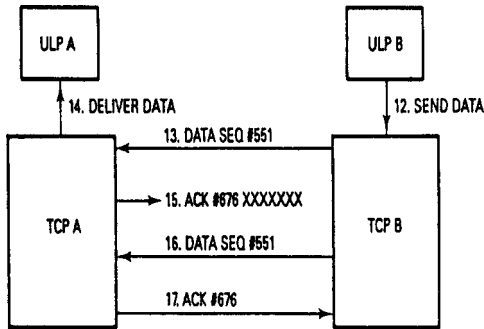 ULP A
ULP B
14. DELIVER DATA
12. SEND DATA
13. DATA SEQ #551
15. ACK #676 XXXXXXX
TCP A
TCP B
16. DATA SEQ #551
17. ACK #676